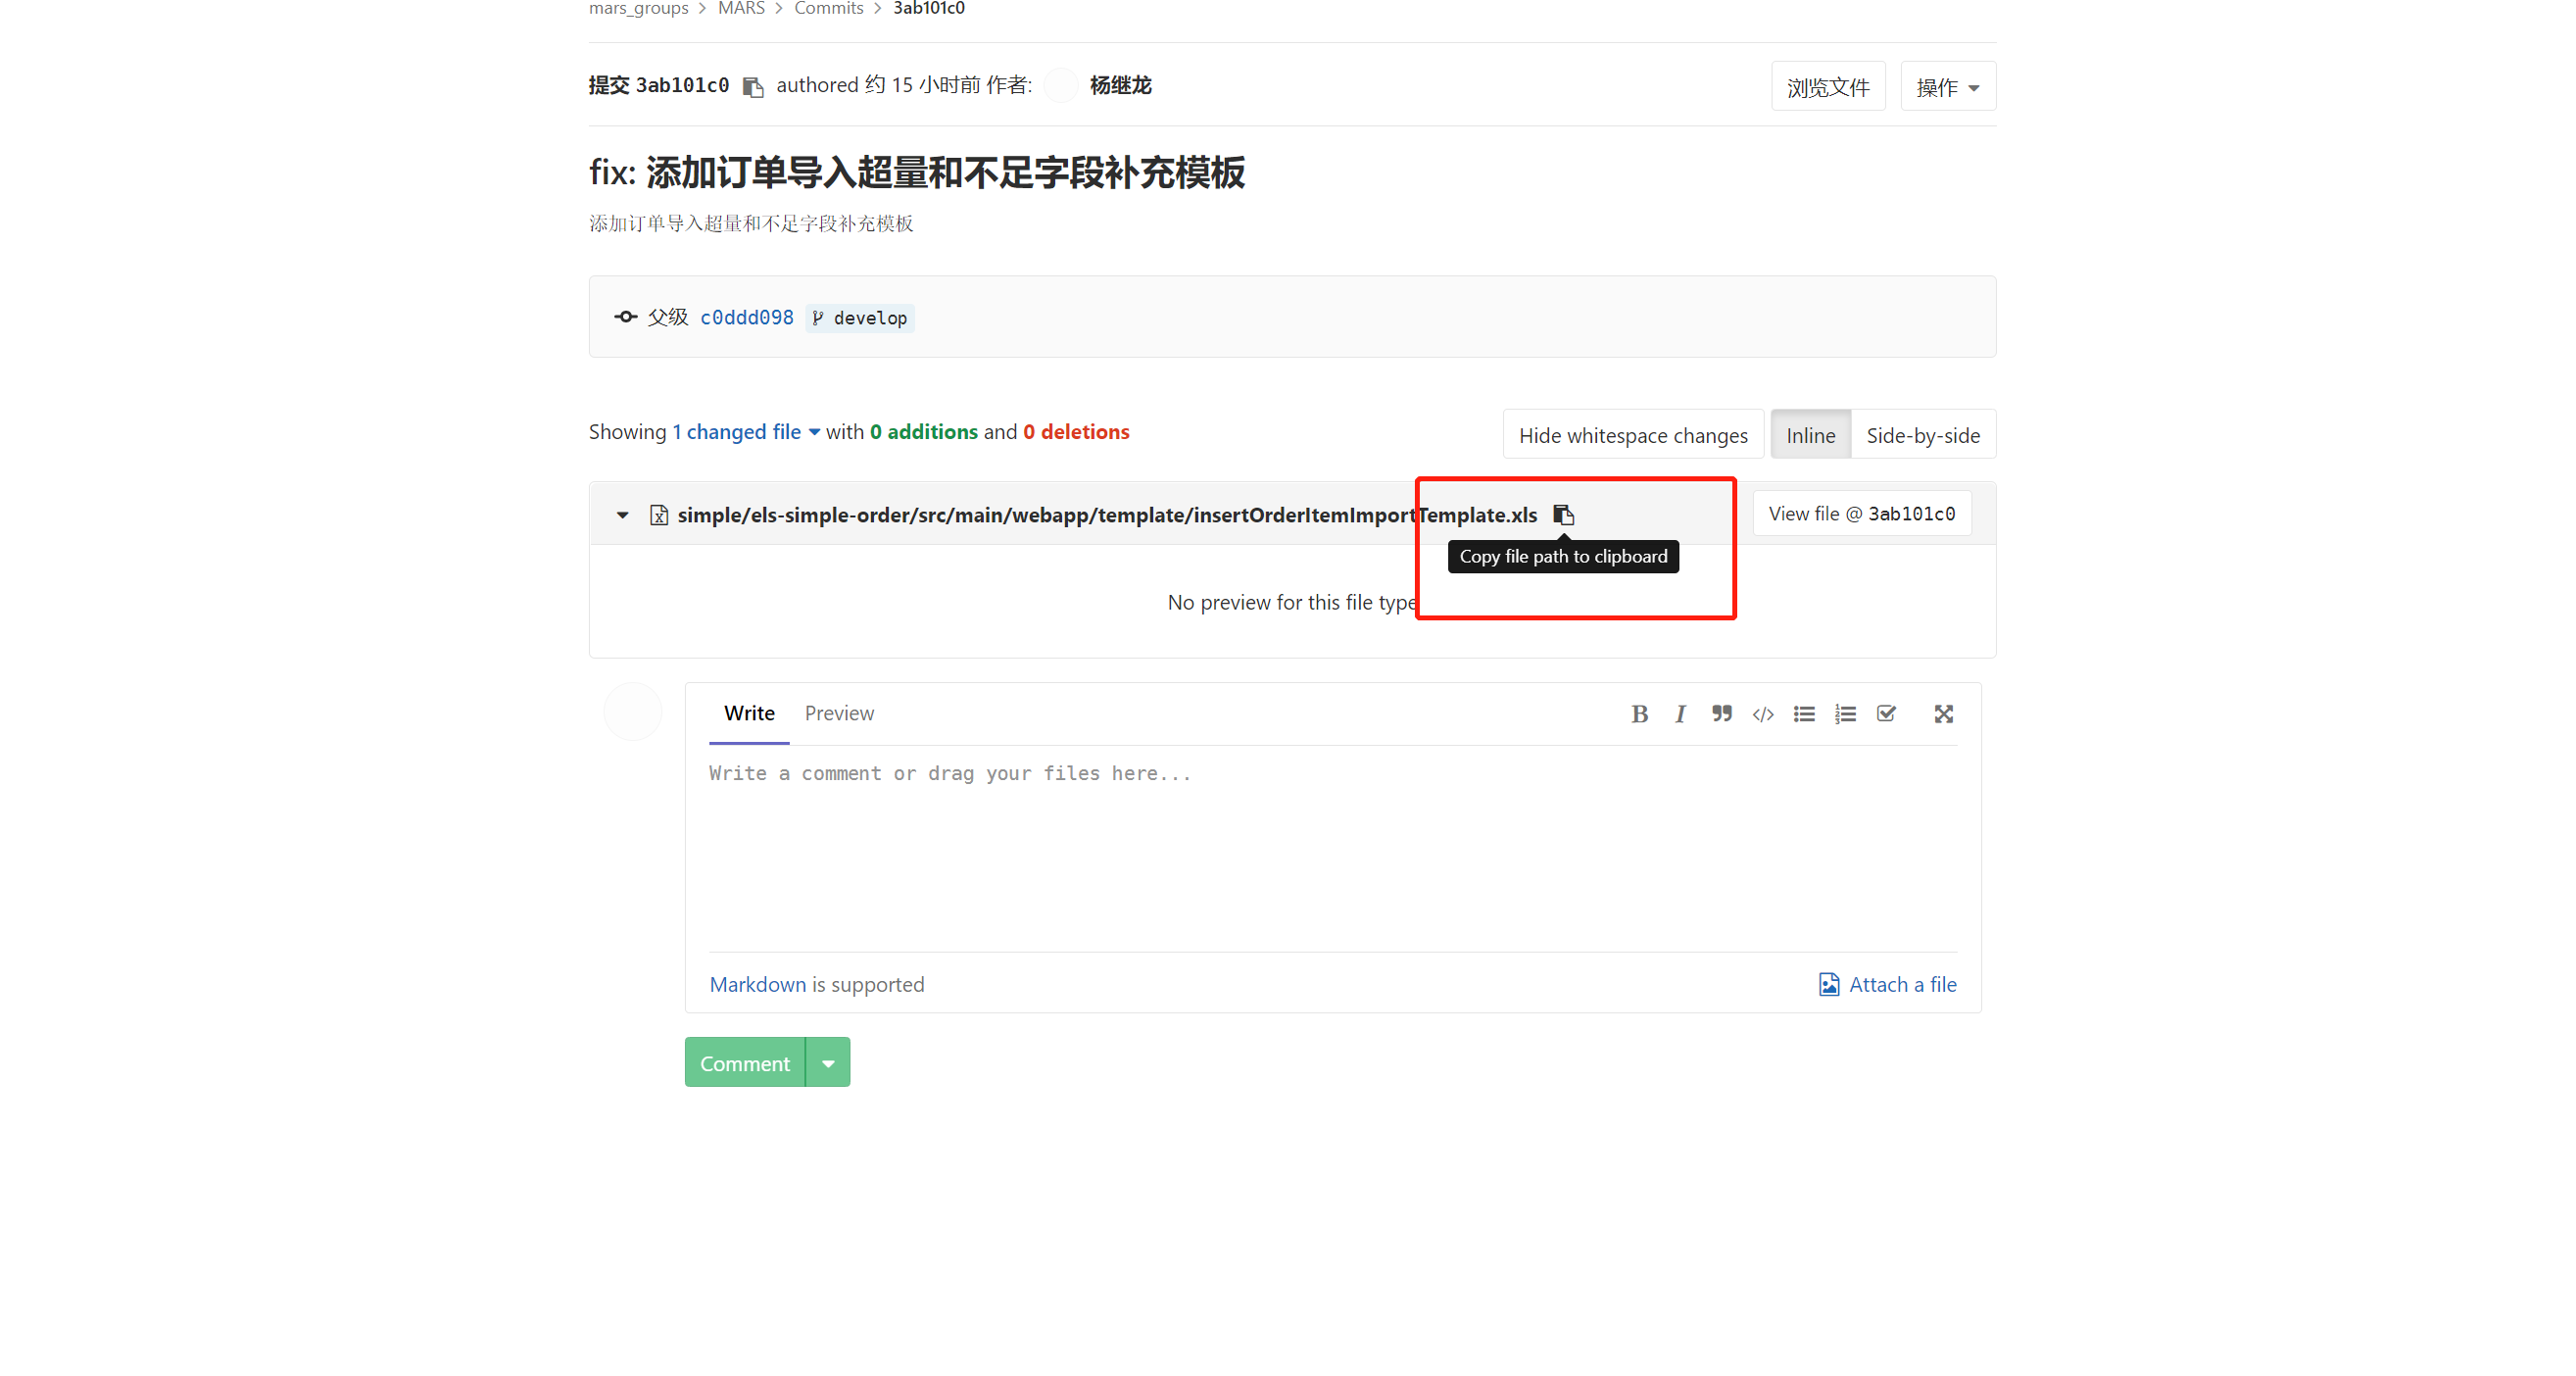 mars_groups > MARS > Commits > 3ab101c0
提交 3ab101c0 authored 约 15 小时前 作者: 杨继龙
浏览文件 操作
fix: 添加订单导入超量和不足字段补充模板
添加订单导入超量和不足字段补充模板
父级 c0ddd098 develop
Showing 1 changed file with 0 additions and 0 deletions
Hide whitespace changes Inline Side-by-side
simple/els-simple-order/src/main/webapp/template/insertOrderItemImportTemplate.xls
View file @ 3ab101c0
Copy file path to clipboard
No preview for this file type
Write Preview
Write a comment or drag your files here...
Markdown is supported
Attach a file
Comment